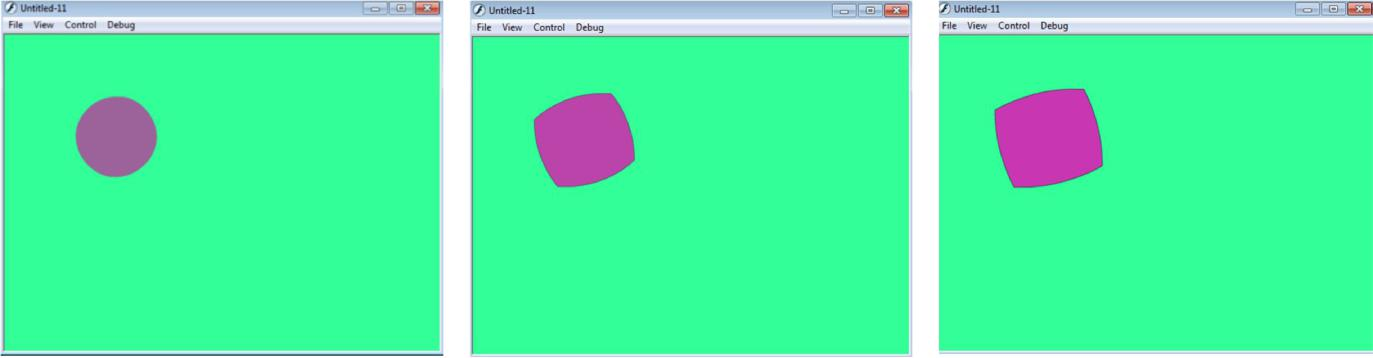 Untitled-11
File View Control Debug
Untitled-11
File View Control Debug
Untitled-11
File View Control Debug